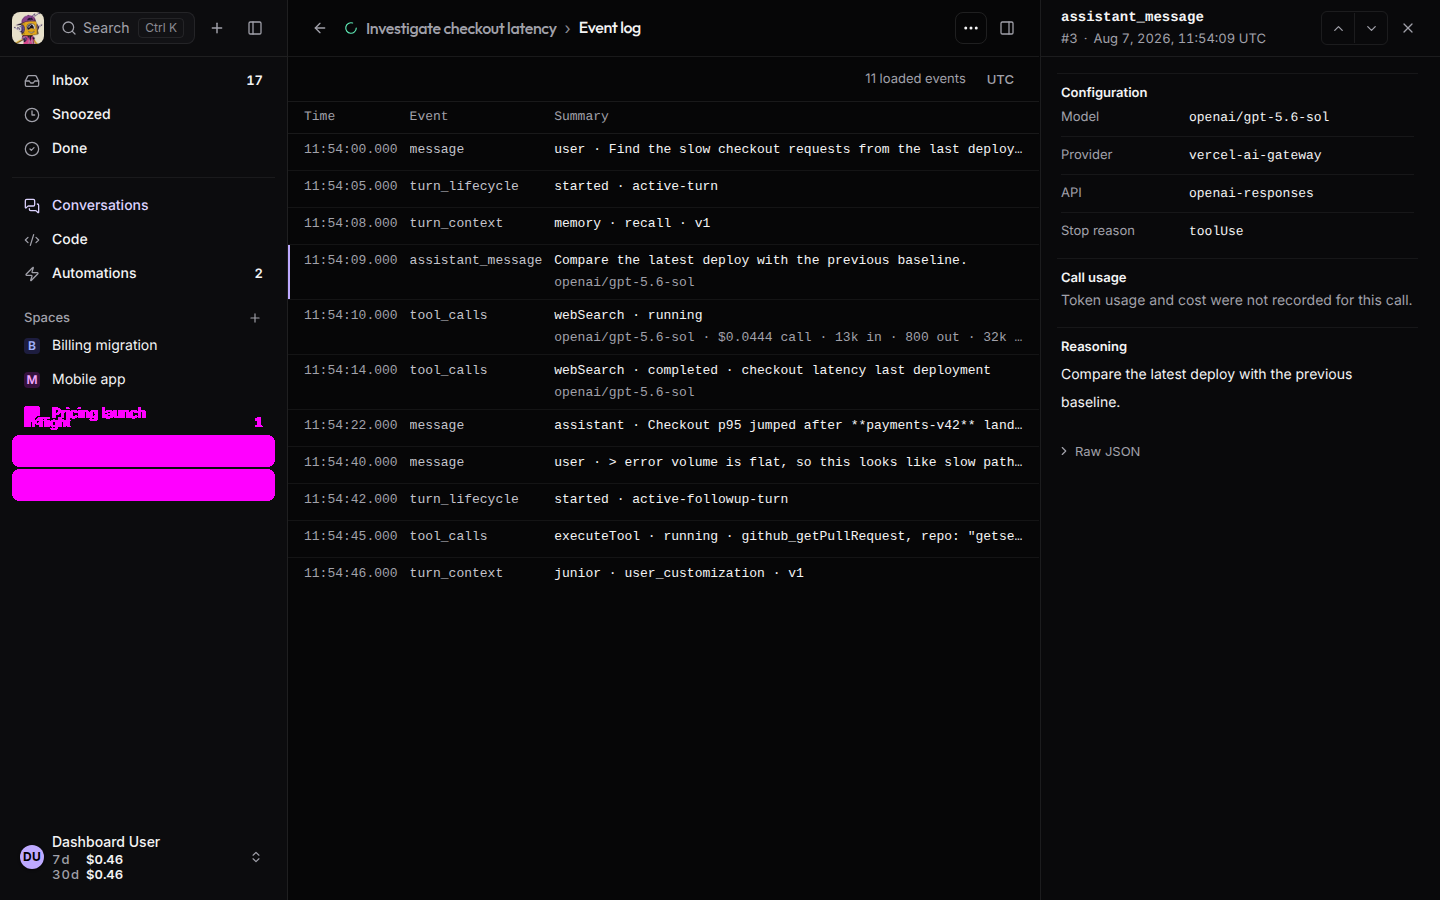 Search Ctrl K
Inbox 17
Snoozed
Done
Conversations
Code
Automations 2
Spaces
B Billing migration
M Mobile app
Pricing launch
1
DU Dashboard User
7d $0.46
30d $0.46
Investigate checkout latency › Event log
11 loaded events UTC
Time Event Summary
11:54:00.000 message user · Find the slow checkout requests from the last deploy…
11:54:05.000 turn_lifecycle started · active-turn
11:54:08.000 turn_context memory · recall · v1
11:54:09.000 assistant_message Compare the latest deploy with the previous baseline.
openai/gpt-5.6-sol
11:54:10.000 tool_calls webSearch · running
openai/gpt-5.6-sol · $0.0444 call · 13k in · 800 out · 32k …
11:54:14.000 tool_calls webSearch · completed · checkout latency last deployment
openai/gpt-5.6-sol
11:54:22.000 message assistant · Checkout p95 jumped after **payments-v42** land…
11:54:40.000 message user · > error volume is flat, so this looks like slow path…
11:54:42.000 turn_lifecycle started · active-followup-turn
11:54:45.000 tool_calls executeTool · running · github_getPullRequest, repo: "getse…
11:54:46.000 turn_context junior · user_customization · v1
assistant_message
#3 · Aug 7, 2026, 11:54:09 UTC
Configuration
Model openai/gpt-5.6-sol
Provider vercel-ai-gateway
API openai-responses
Stop reason toolUse
Call usage
Token usage and cost were not recorded for this call.
Reasoning
Compare the latest deploy with the previous
baseline.
Raw JSON